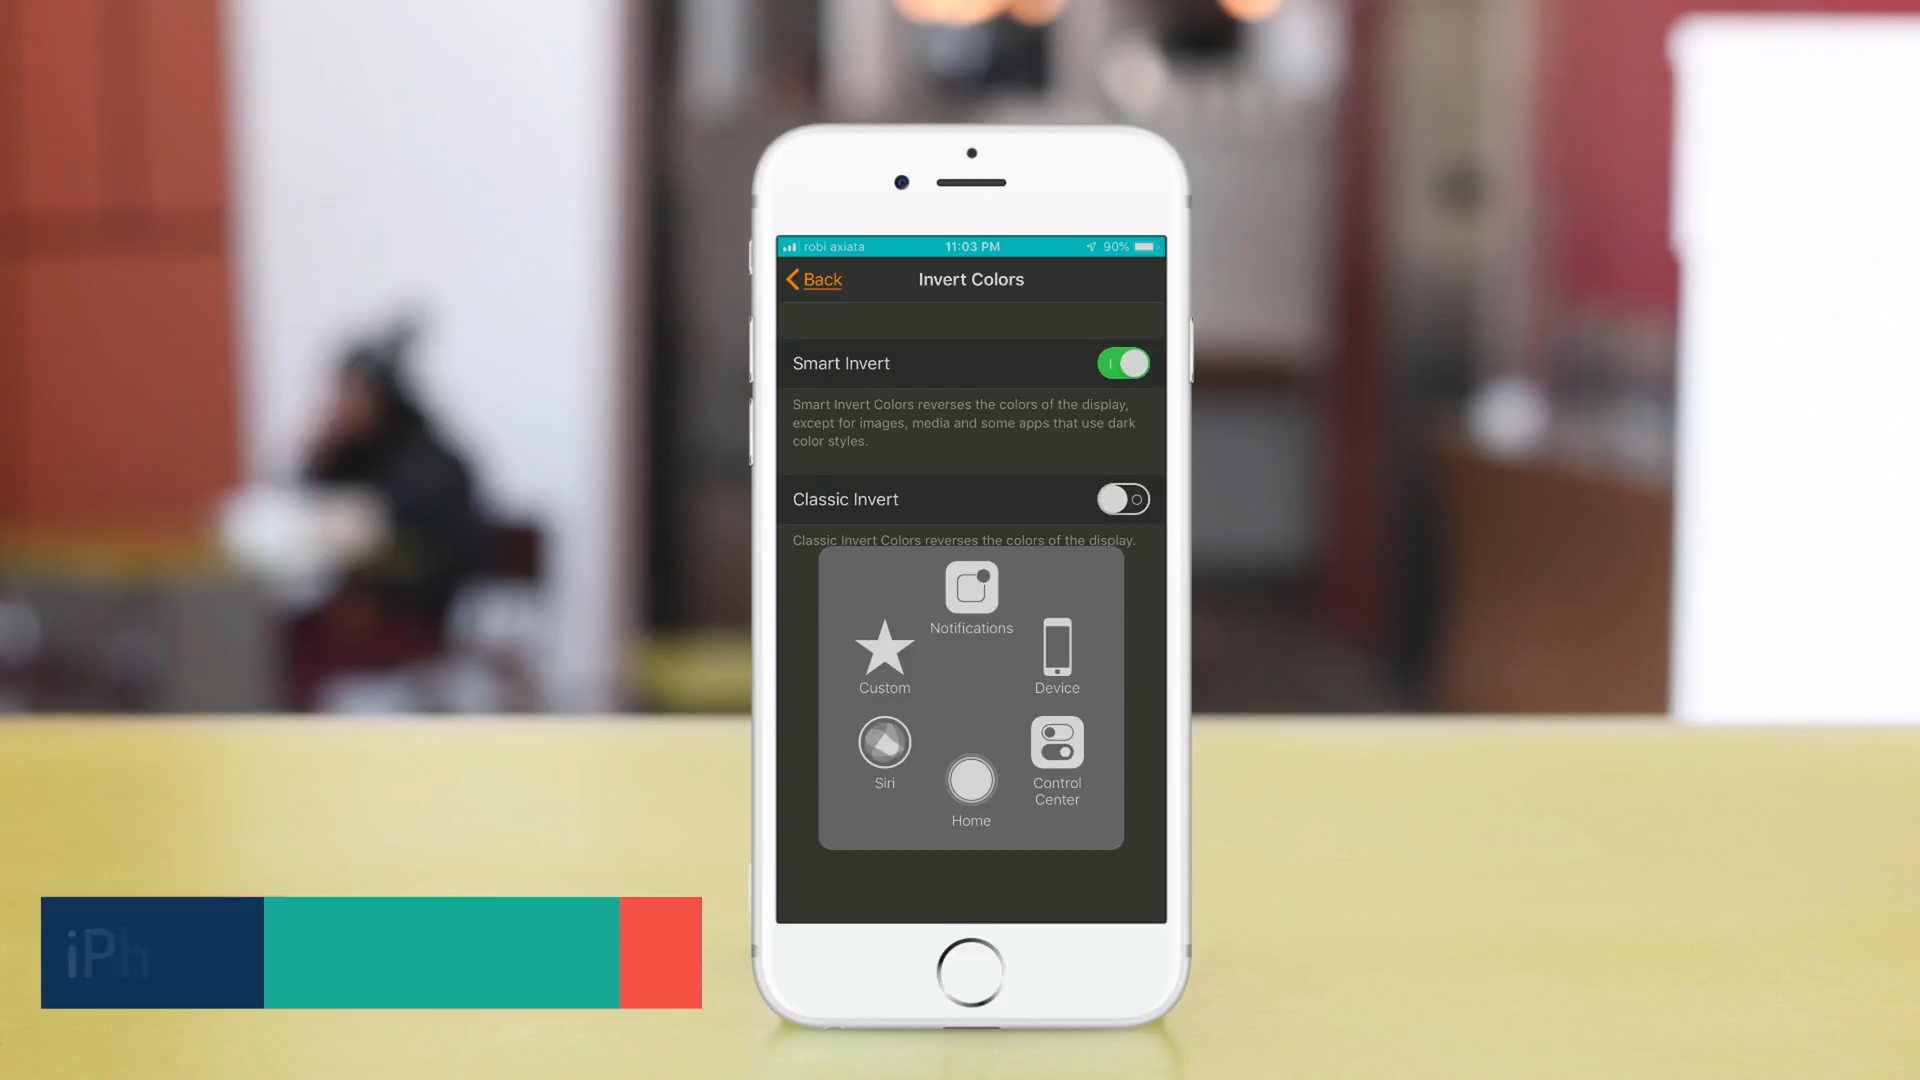 robi axiata 11:03 PM 90%
Back Invert Colors
Smart Invert
Smart Invert Colors reverses the colors of the display,
except for images, media and some apps that use dark
color styles.
Classic Invert
Classic Invert Colors reverses the colors of the display.
Notifications
Custom
Device
Siri
Control
Center
Home
iPh